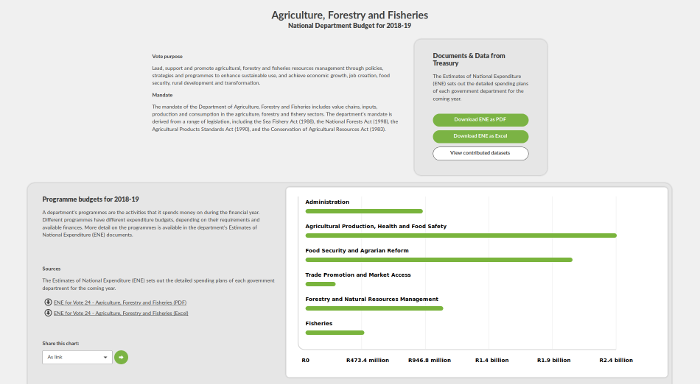 Agriculture, Forestry and Fisheries
National Department Budget for 2018-19
Vote purpose
Lead, support and promote agricultural, forestry and fisheries resources management through policies,
strategies and programmes to enhance sustainable use, and achieve economic growth, job creation, food
security, rural development and transformation.
Mandate
The mandate of the Department of Agriculture, Forestry and Fisheries includes value chains, inputs,
production and consumption in the agriculture, forestry and fishery sectors. The department's mandate is
derived from a range of legislation, including the Sea Fishery Act (1988), the National Forests Act (1998), the
Agricultural Products Standards Act (1990), and the Conservation of Agricultural Resources Act (1983).
Documents & Data from
Treasury
The Estimates of National Expenditure
(ENE) sets out the detailed spending plans
of each government department for the
coming year.
Download ENE as PDF
Download ENE as Excel
View contributed datasets
Programme budgets for 2018-19
A department's programmes are the activities that it spends money on during the financial year.
Different programmes have different expenditure budgets, depending on their requirements and
available finances. More detail on the programmes is available in the department's Estimates of
National Expenditure (ENE) documents.
Sources
The Estimates of National Expenditure (ENE) sets out the detailed spending plans of each government
department for the coming year.
ENE for Vote 24 - Agriculture, Forestry and Fisheries (PDF)
ENE for Vote 24 - Agriculture, Forestry and Fisheries (Excel)
Share this chart:
As link
Administration
Agricultural Production, Health and Food Safety
Food Security and Agrarian Reform
Trade Promotion and Market Access
Forestry and Natural Resources Management
Fisheries
R0 R473.4 million R946.8 million R1.4 billion R1.9 billion R2.4 billion